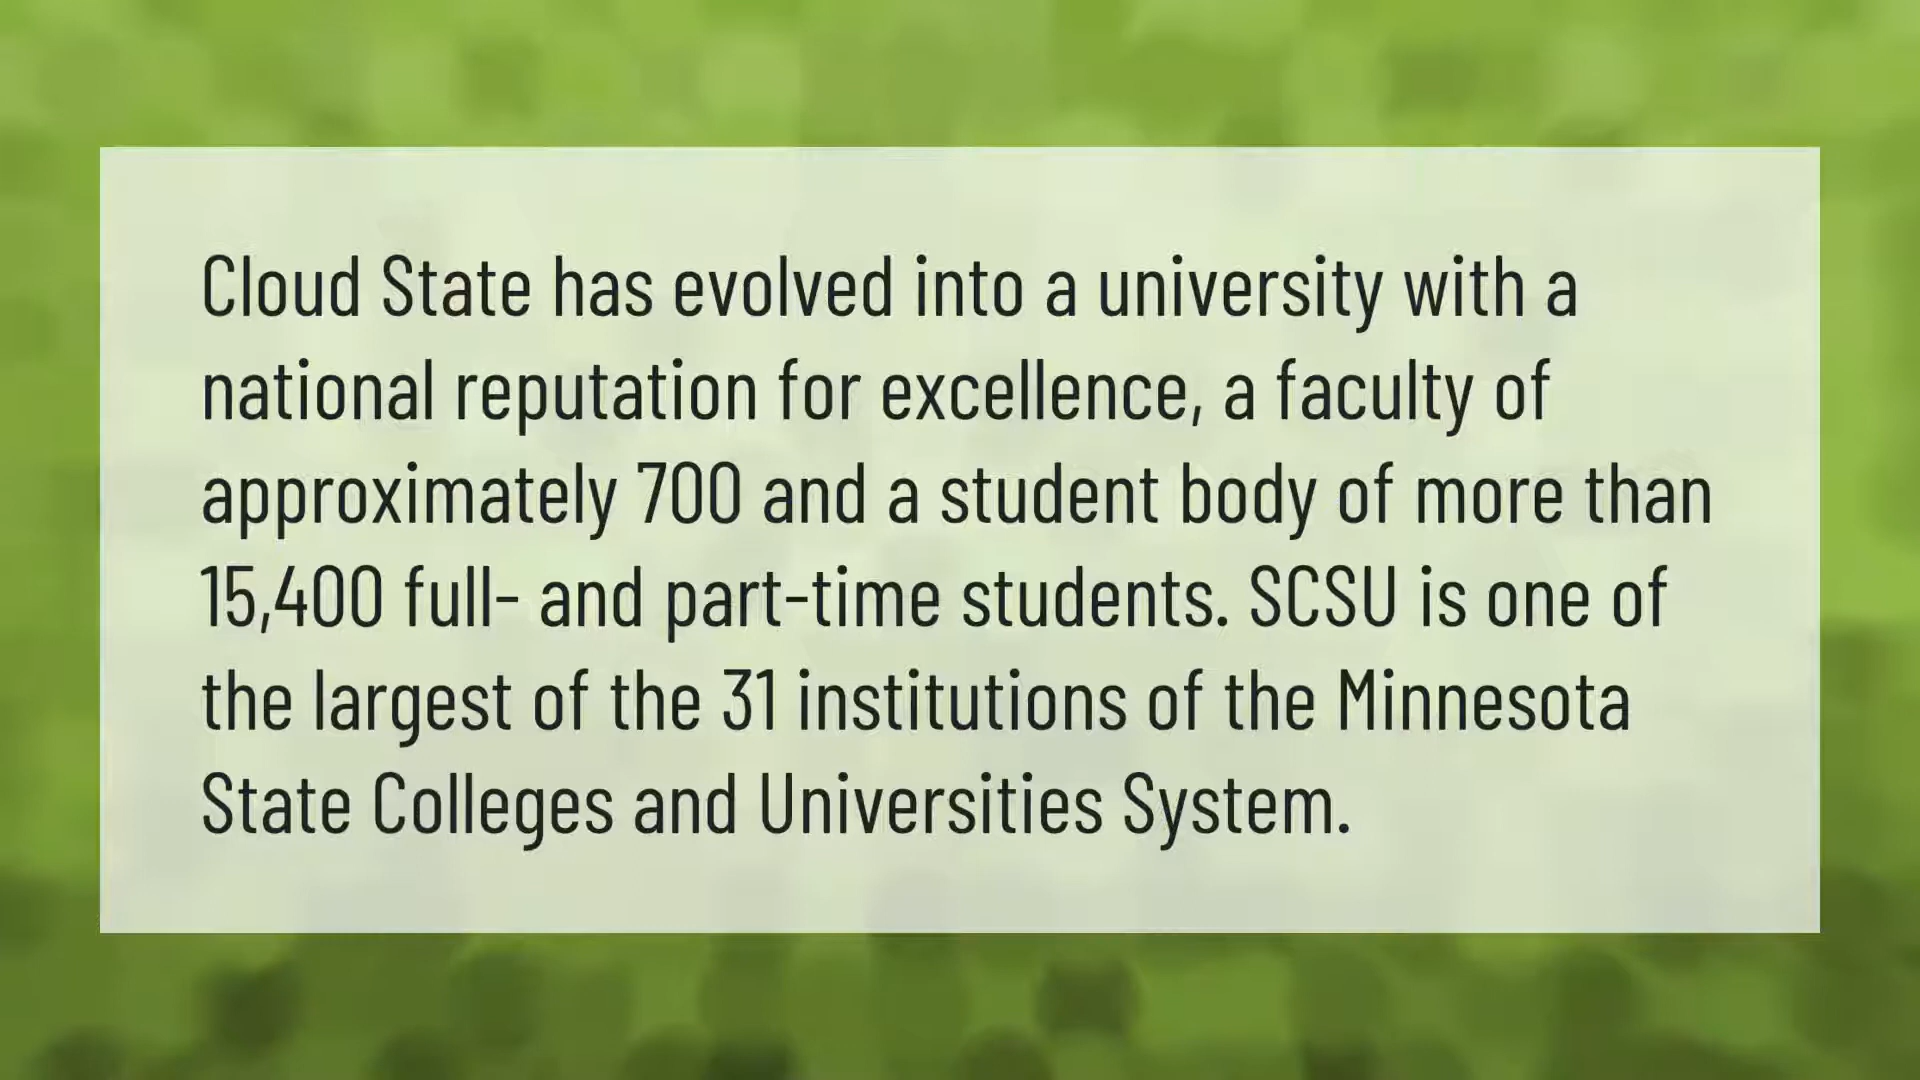 Cloud State has evolved into a university with a
national reputation for excellence, a faculty of
approximately 700 and a student body of more than
15,400 full- and part-time students. SCSU is one of
the largest of the 31 institutions of the Minnesota
State Colleges and Universities System.